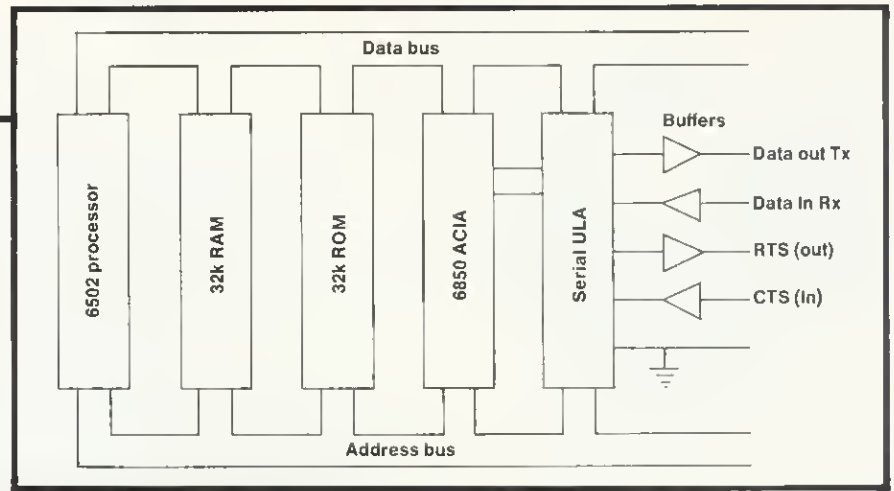 Data bus
6502 processor
32k RAM
32k ROM
6850 ACIA
Serial ULA
Buffers
Data out Tx
Data In Rx
RTS (out)
CTS (In)
Address bus